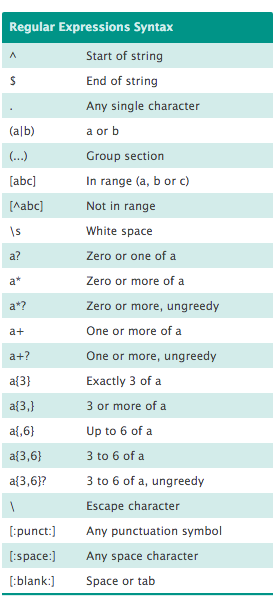 Regular Expressions Syntax
^ Start of string
$ End of string
. Any single character
(a|b) a or b
(...) Group section
[abc] In range (a, b or c)
[^abc] Not in range
\s White space
a? Zero or one of a
a* Zero or more of a
a*? Zero or more, ungreedy
a+ One or more of a
a+? One or more, ungreedy
a{3} Exactly 3 of a
a{3,} 3 or more of a
a{,6} Up to 6 of a
a{3,6} 3 to 6 of a
a{3,6}? 3 to 6 of a, ungreedy
\ Escape character
[:punct:] Any punctuation symbol
[:space:] Any space character
[:blank:] Space or tab